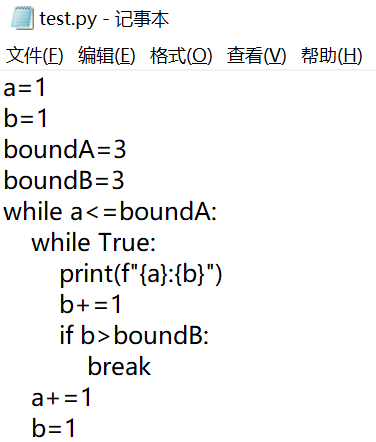 test.py - 记事本
文件(F) 编辑(E) 格式(O) 查看(V) 帮助(H)
a=1
b=1
boundA=3
boundB=3
while a<=boundA:
    while True:
        print(f"{a}:{b}")
        b+=1
        if b>boundB:
            break
    a+=1
    b=1